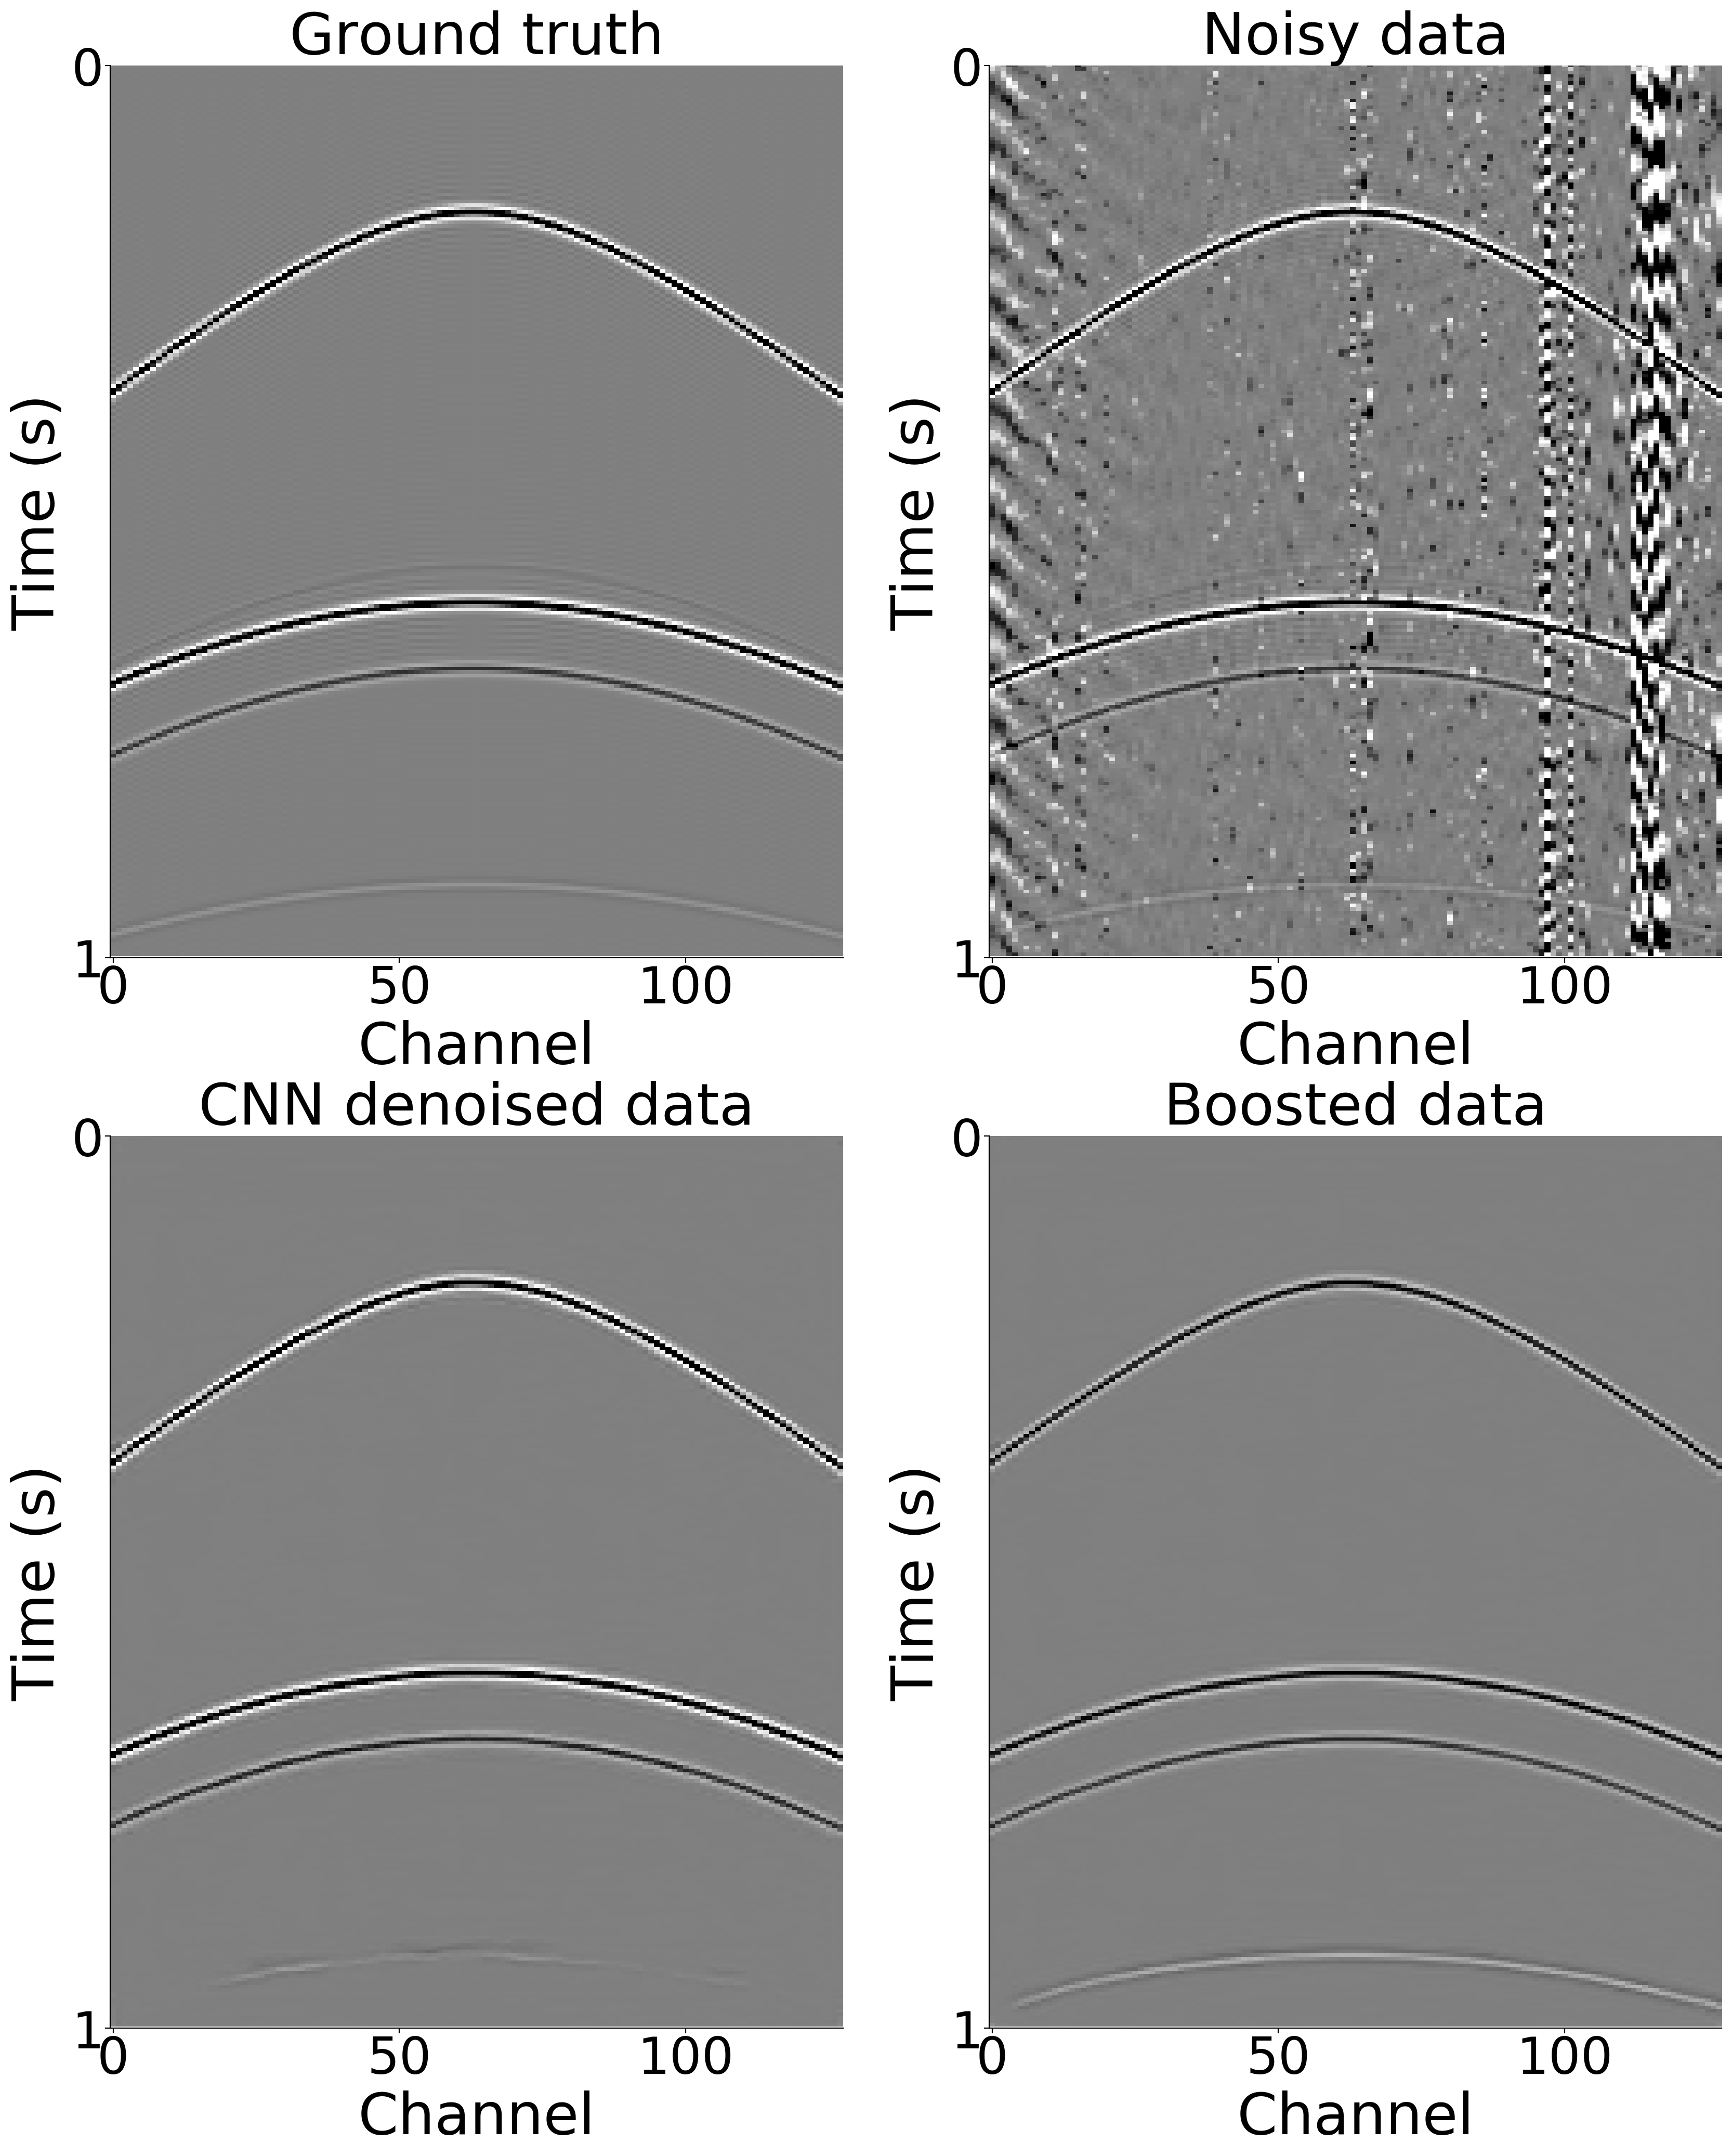 Ground truth
0
Time (s)
1
0 50 100
Channel
Noisy data
0
Time (s)
1
0 50 100
Channel
CNN denoised data
0
Time (s)
1
0 50 100
Channel
Boosted data
0
Time (s)
1
0 50 100
Channel